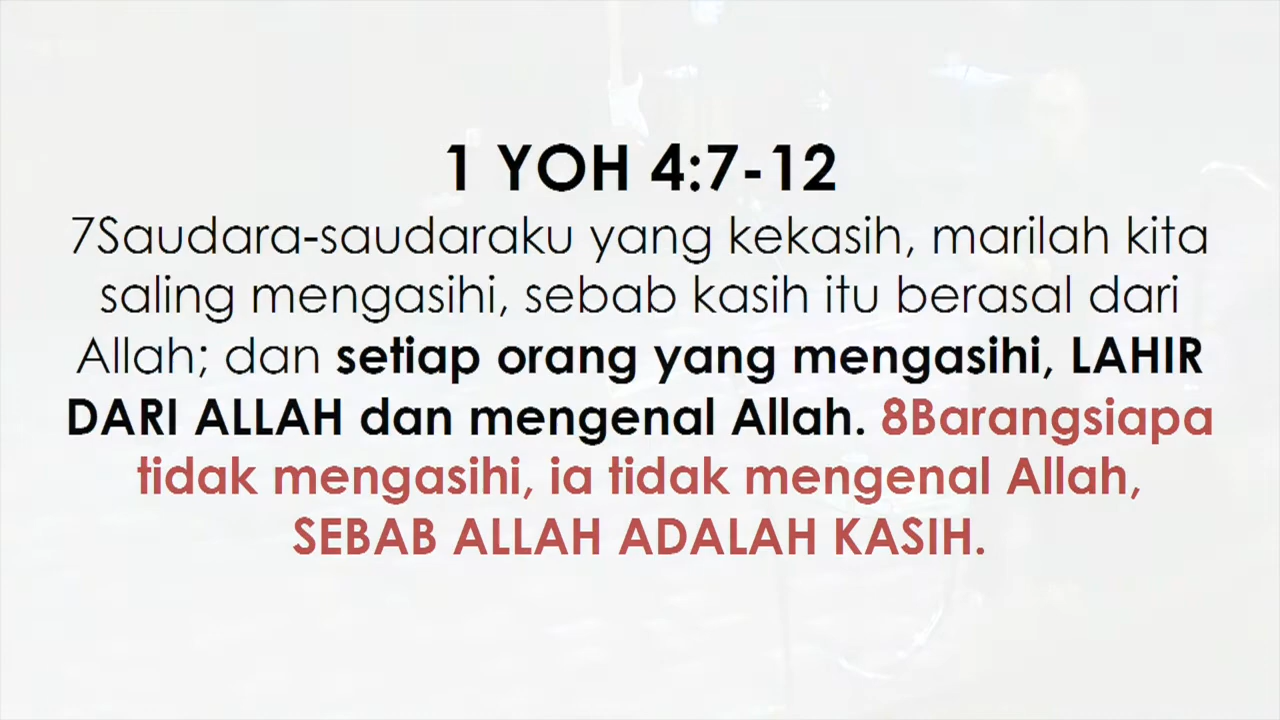 1 YOH 4:7-12
7Saudara-saudaraku yang kekasih, marilah kita
saling mengasihi, sebab kasih itu berasal dari
Allah; dan setiap orang yang mengasihi, LAHIR
DARI ALLAH dan mengenal Allah. 8Barangsiapa
tidak mengasihi, ia tidak mengenal Allah,
SEBAB ALLAH ADALAH KASIH.